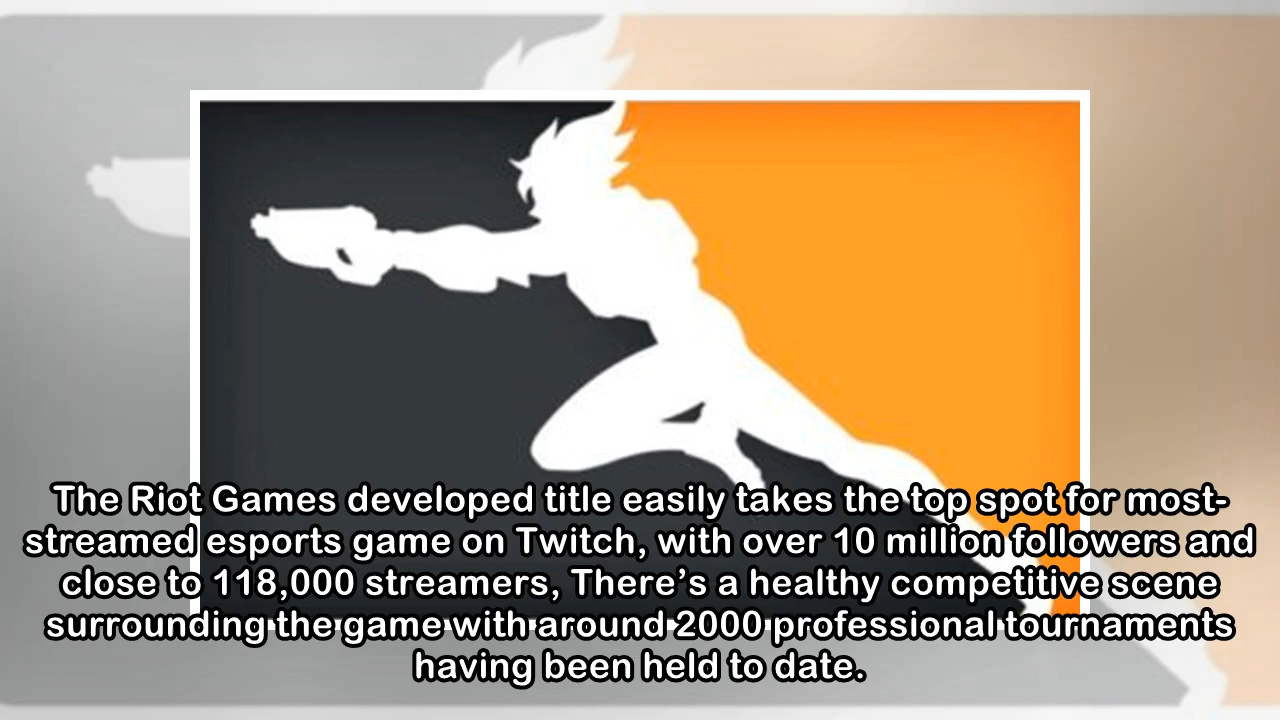 The Riot Games developed title easily takes the top spot for most-
streamed esports game on Twitch, with over 10 million followers and
close to 118,000 streamers, There’s a healthy competitive scene
surrounding the game with around 2000 professional tournaments
having been held to date.